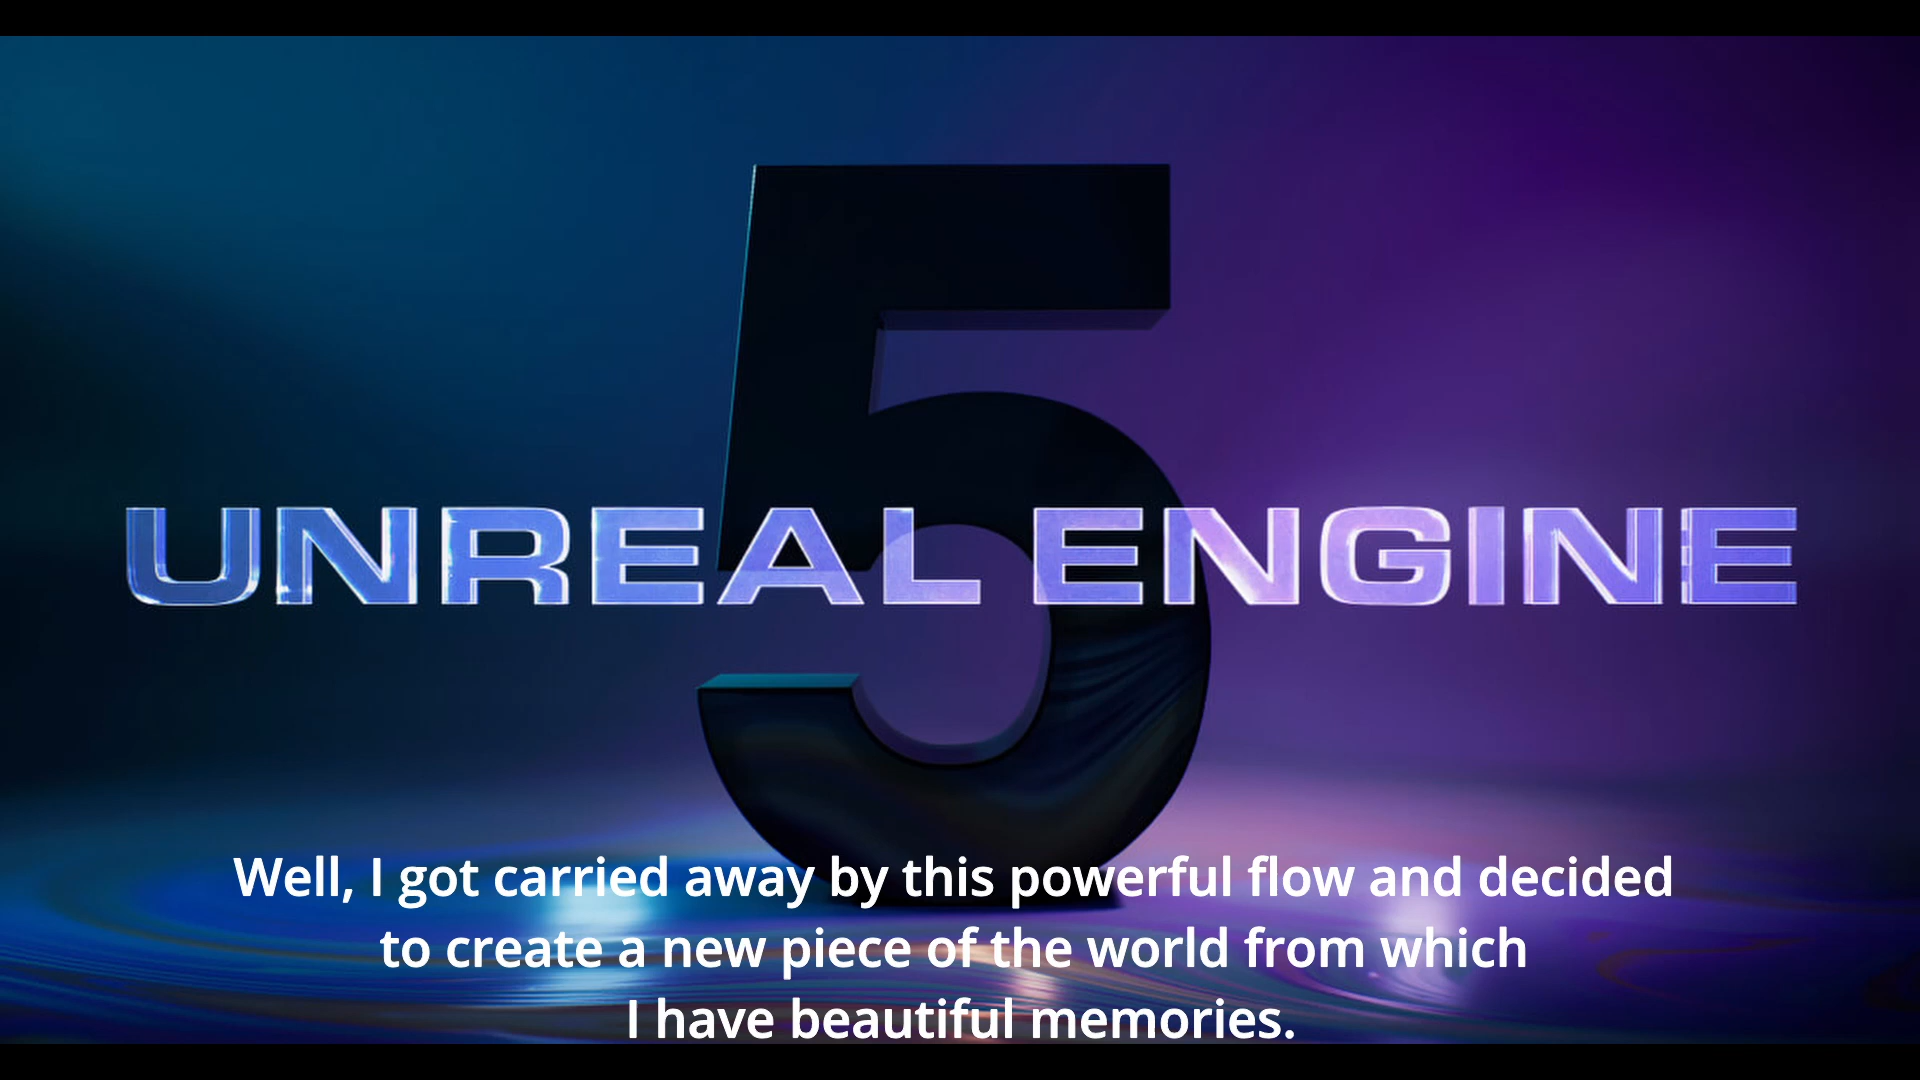 5
UNREAL ENGINE
Well, I got carried away by this powerful flow and decided
to create a new piece of the world from which
I have beautiful memories.